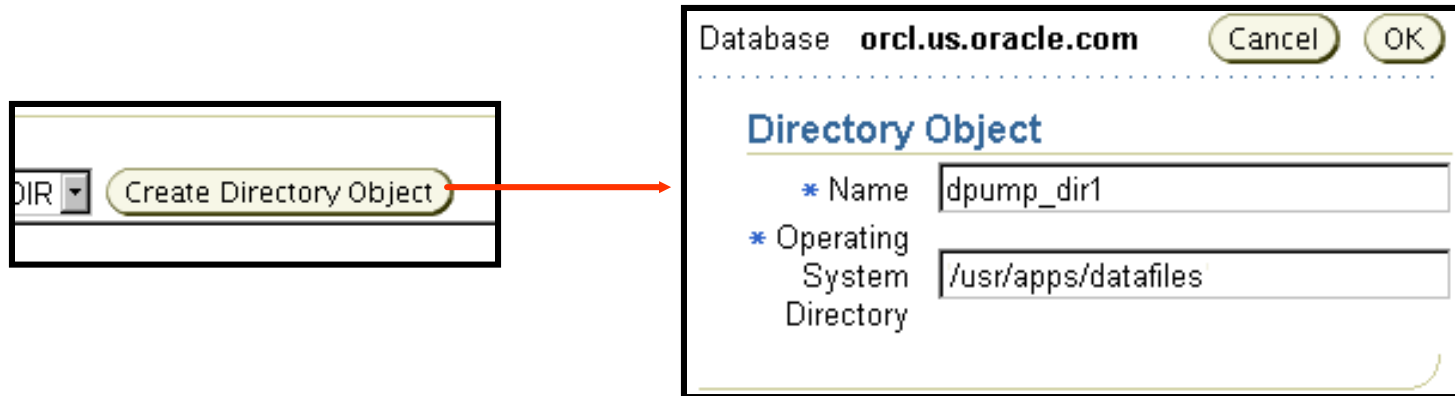 DIR Create Directory Object
Database orcl.us.oracle.com Cancel OK
Directory Object
* Name dpump_dir1
* Operating
System /usr/apps/datafiles
Directory